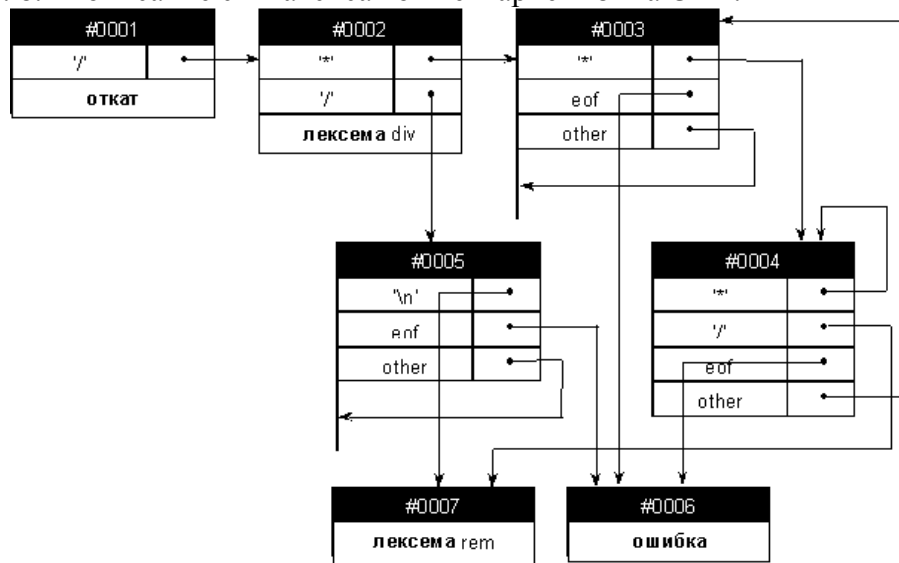 #0001
'/'
откат
#0002
'*'
'/'
лексема div
#0003
'*'
eof
other
#0005
'\n'
eof
other
#0004
'*'
'/'
eof
other
#0007
лексема rem
#0006
ошибка